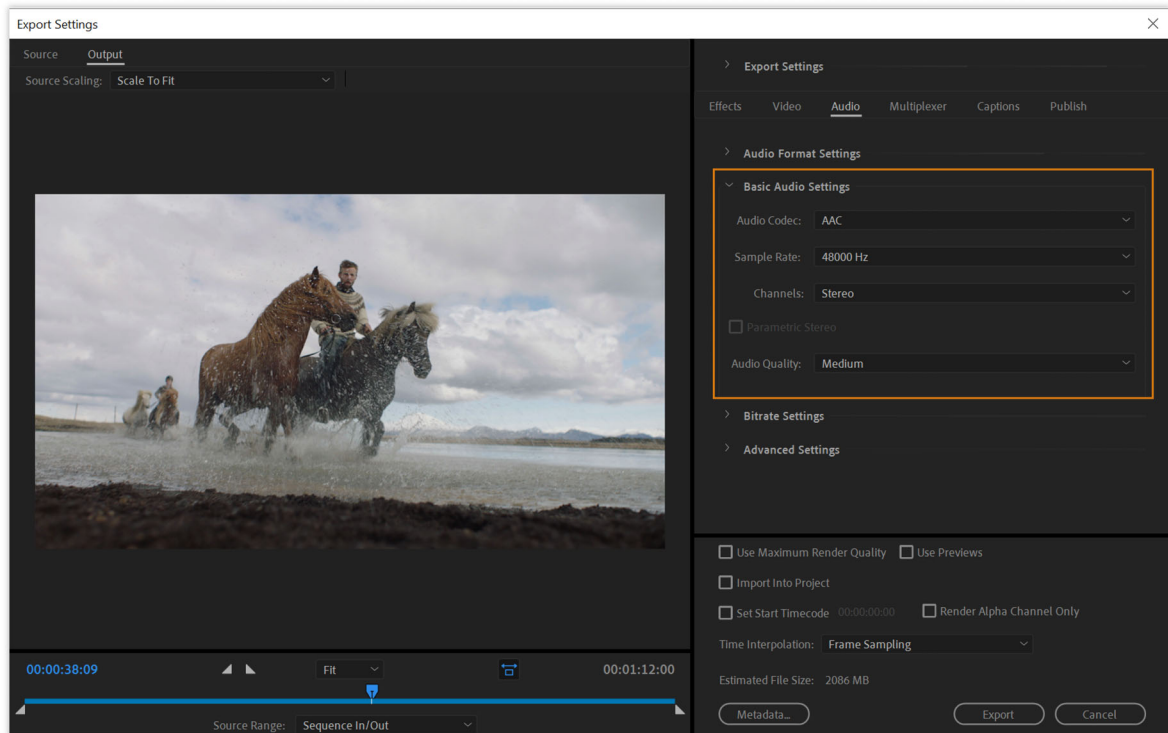 Export Settings
Source Output
Source Scaling: Scale To Fit
00:00:38:09 Fit 00:01:12:00
Source Range: Sequence In/Out
Export Settings
Effects Video Audio Multiplexer Captions Publish
Audio Format Settings
Basic Audio Settings
Audio Codec: AAC
Sample Rate: 48000 Hz
Channels: Stereo
Parametric Stereo
Audio Quality: Medium
Bitrate Settings
Advanced Settings
Use Maximum Render Quality Use Previews
Import Into Project
Set Start Timecode 00:00:00:00 Render Alpha Channel Only
Time Interpolation: Frame Sampling
Estimated File Size: 2086 MB
Metadata... Export Cancel